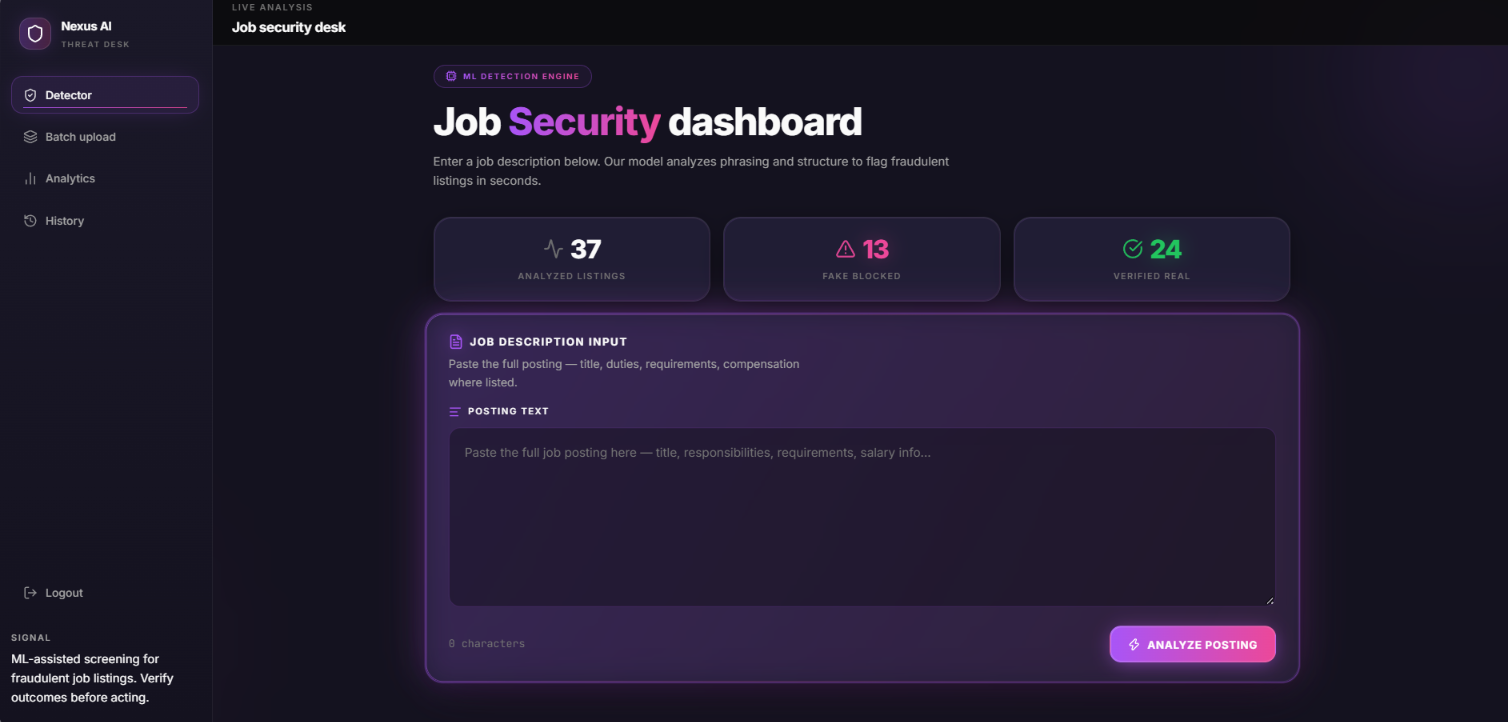 Nexus AI
THREAT DESK
Detector
Batch upload
Analytics
History
Logout
SIGNAL
ML-assisted screening for
fraudulent job listings. Verify
outcomes before acting.
LIVE ANALYSIS
Job security desk
ML DETECTION ENGINE
Job Security dashboard
Enter a job description below. Our model analyzes phrasing and structure to flag fraudulent
listings in seconds.
37
ANALYZED LISTINGS
13
FAKE BLOCKED
24
VERIFIED REAL
JOB DESCRIPTION INPUT
Paste the full posting — title, duties, requirements, compensation
where listed.
POSTING TEXT
Paste the full job posting here — title, responsibilities, requirements, salary info...
0 characters
ANALYZE POSTING